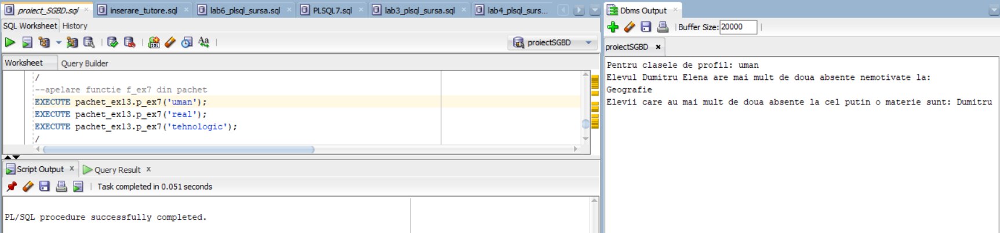 proiect_SGBD.sql
inserare_tutore.sql
lab6_plsql_sursa.sql
PLSQL7.sql
lab3_plsql_sursa.sql
lab4_plsql_surs...
SQL Worksheet History
proiectSGBD
Worksheet Query Builder
/
--apelare functie f_ex7 din pachet
EXECUTE pachet_ex13.p_ex7('uman');
EXECUTE pachet_ex13.p_ex7('real');
EXECUTE pachet_ex13.p_ex7('tehnologic');
/
Script Output x Query Result x
Task completed in 0.051 seconds
PL/SQL procedure successfully completed.
Dbms Output
Buffer Size: 20000
proiectSGBD
Pentru clasele de profil: uman
Elevul Dumitru Elena are mai mult de doua absente nemotivate la:
Geografie
Elevii care au mai mult de doua absente la cel putin o materie sunt: Dumitru